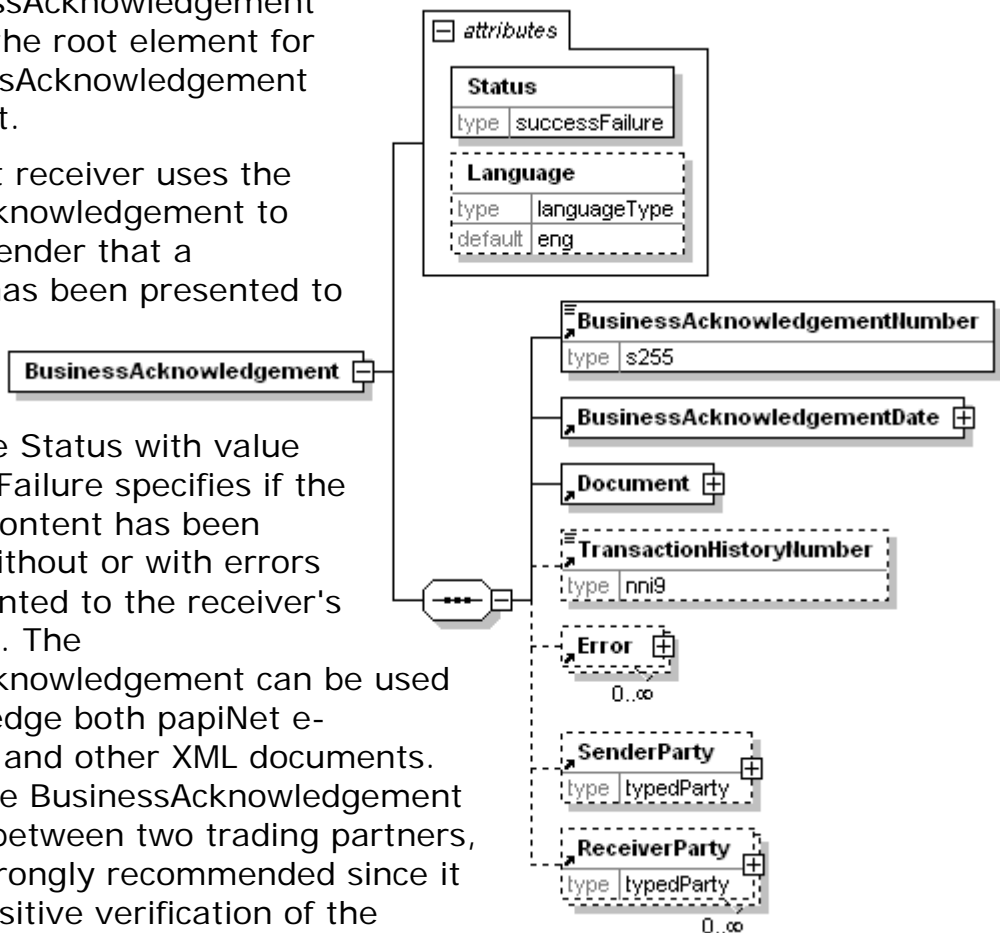 ssAcknowledgement
he root element for
sAcknowledgement
t.
t receiver uses the
knowledgement to
ender that a
has been presented to
e Status with value
Failure specifies if the
ontent has been
ithout or with errors
nted to the receiver's
. The
knowledgement can be used
edge both papiNet e-
and other XML documents.
e BusinessAcknowledgement
between two trading partners,
rongly recommended since it
sitive verification of the
attributes
Status
type successFailure
Language
type languageType
default eng
BusinessAcknowledgement
BusinessAcknowledgementNumber
type s255
BusinessAcknowledgementDate
Document
TransactionHistoryNumber
type nni9
Error
0..∞
SenderParty
type typedParty
ReceiverParty
type typedParty
0..∞